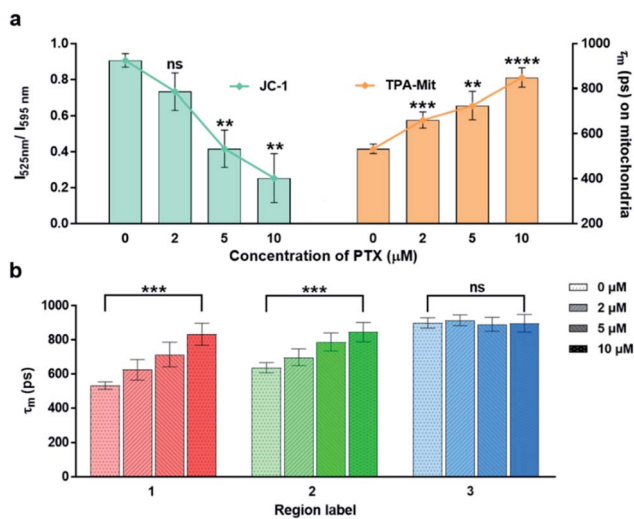 a
1.0
0.8
0.6
0.4
0.2
0.0
I525nm/ I595 nm
ns
**
**
JC-1
TPA-Mit
***
**
****
1000
800
600
400
200
τm (ps) on mitochondria
0 2 5 10 0 2 5 10
Concentration of PTX (μM)
b
1000
800
600
400
200
0
τm (ps)
***
***
ns
0 μM
2 μM
5 μM
10 μM
1 2 3
Region label